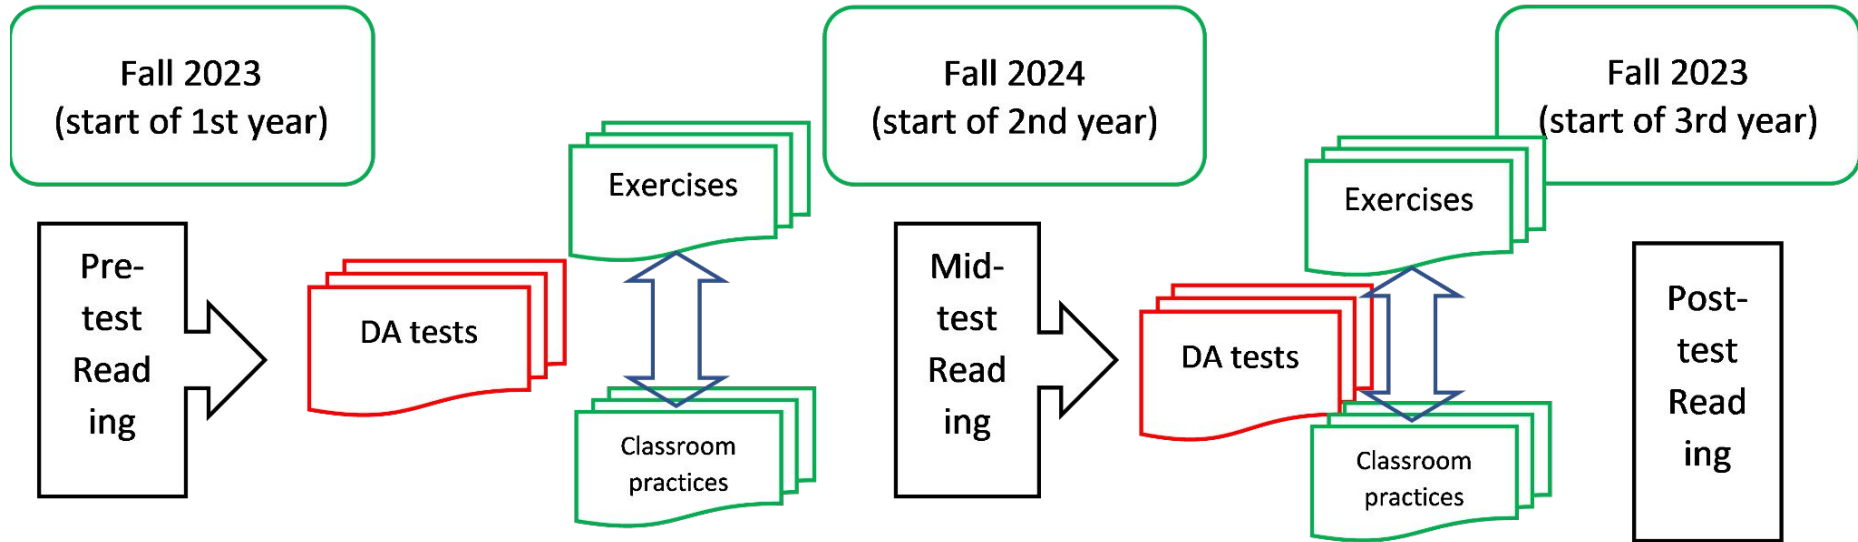 Fall 2023
(start of 1st year)
Fall 2024
(start of 2nd year)
Fall 2023
(start of 3rd year)
Pre-
test
Read
ing
DA tests
Exercises
Classroom
practices
Mid-
test
Read
ing
DA tests
Exercises
Classroom
practices
Post-
test
Read
ing